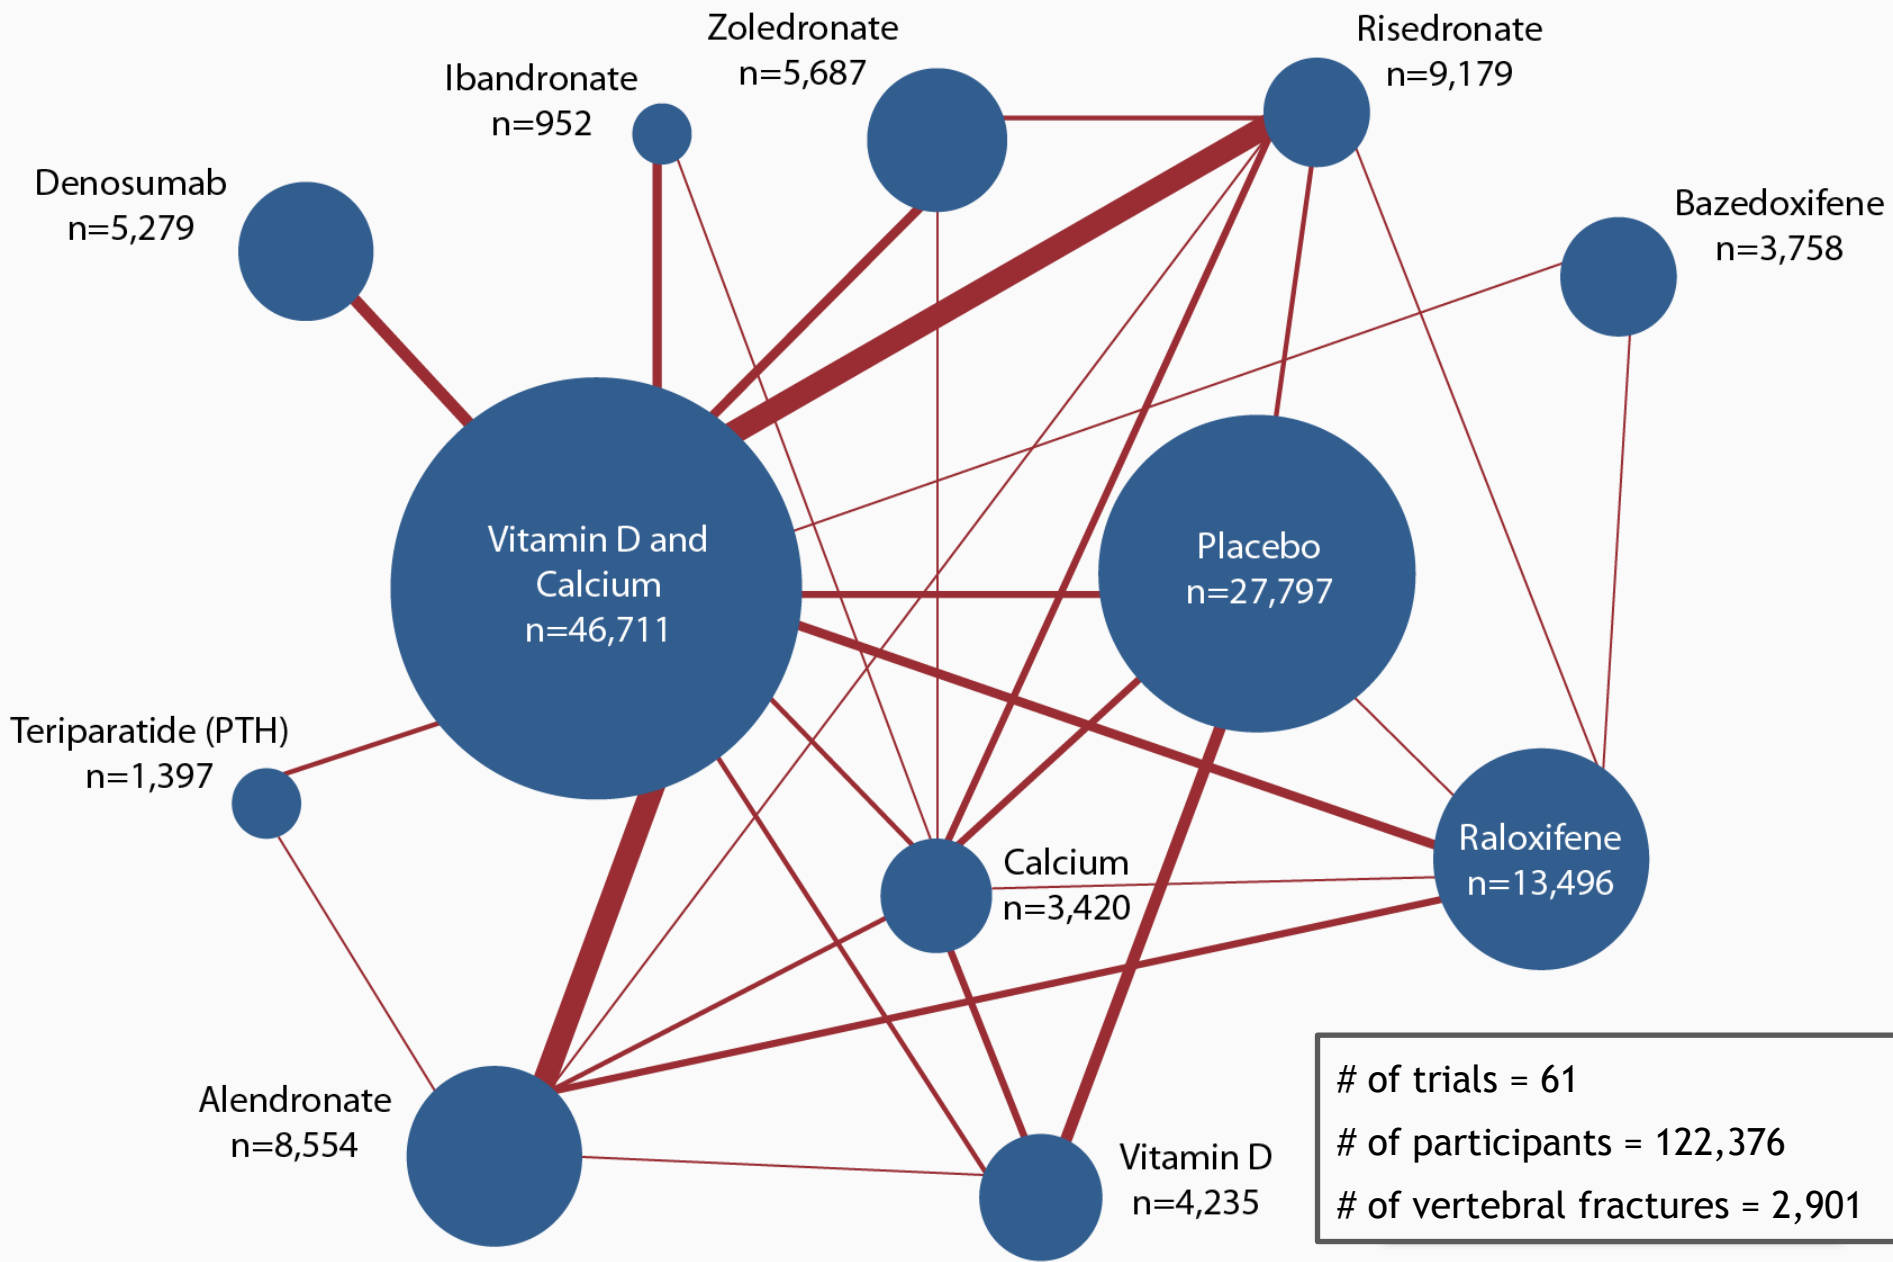 Zoledronate
n=5,687
Risedronate
n=9,179
Ibandronate
n=952
Denosumab
n=5,279
Bazedoxifene
n=3,758
Vitamin D and
Calcium
n=46,711
Placebo
n=27,797
Teriparatide (PTH)
n=1,397
Calcium
n=3,420
Raloxifene
n=13,496
Alendronate
n=8,554
Vitamin D
n=4,235
# of trials = 61
# of participants = 122,376
# of vertebral fractures = 2,901